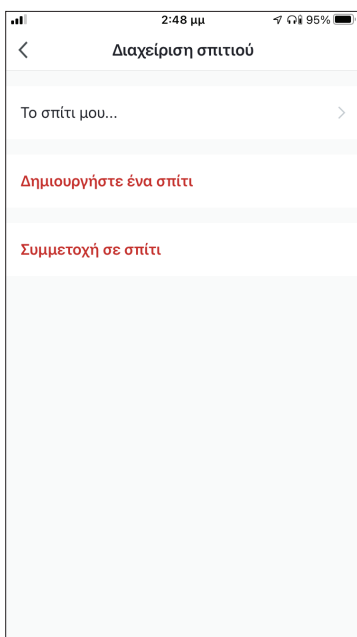 2:48 μμ 95%
Διαχείριση σπιτιού
Το σπίτι μου...
Δημιουργήστε ένα σπίτι
Συμμετοχή σε σπίτι